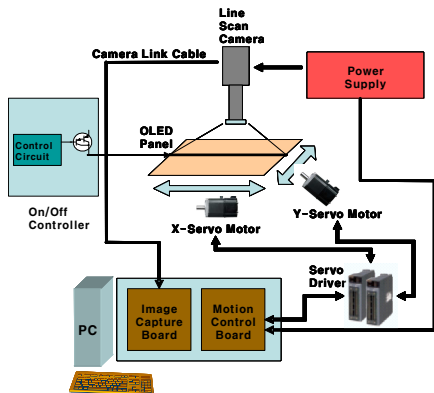 Line
Scan
Camera
Camera Link Cable
Power
Supply
OLED
Panel
Control
Circuit
On/Off
Controller
X-Servo Motor
Y-Servo Motor
Servo
Driver
PC
Image
Capture
Board
Motion
Control
Board